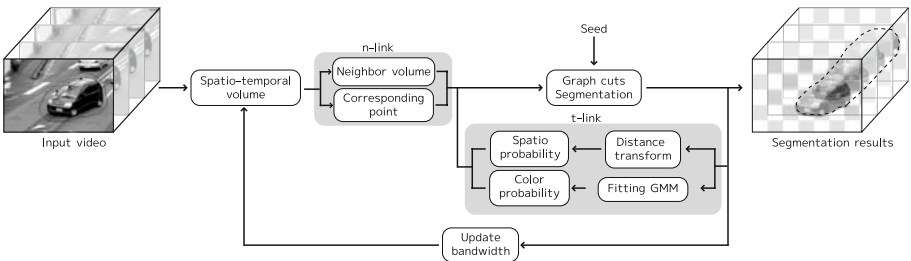 n-link
Seed
Neighbor volume
Spatio-temporal
volume
Corresponding
point
Graph cuts
Segmentation
Input video
t-link
Segmentation results
Spatio
probability
Distance
transform
Color
probability
Fitting GMM
Update
bandwidth